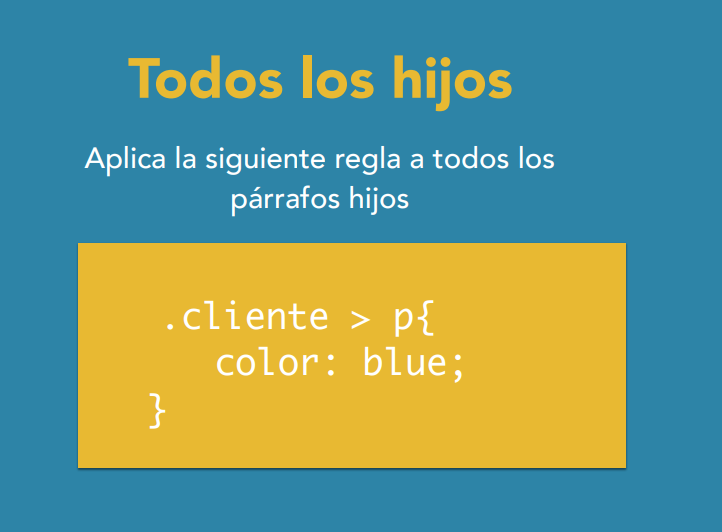 Todos los hijos
Aplica la siguiente regla a todos los
párrafos hijos
.cliente > p{
color: blue;
}